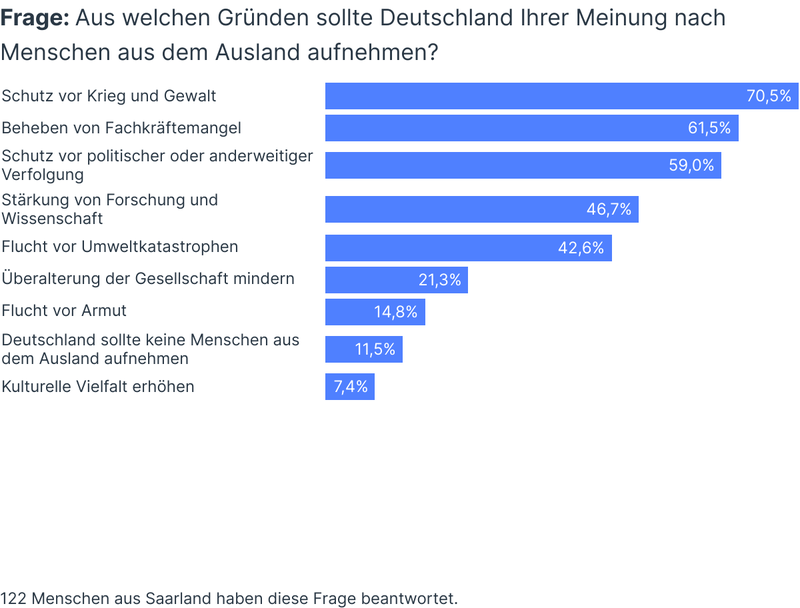 Frage: Aus welchen Gründen sollte Deutschland Ihrer Meinung nach
Menschen aus dem Ausland aufnehmen?
Schutz vor Krieg und Gewalt 70,5%
Beheben von Fachkräftemangel 61,5%
Schutz vor politischer oder anderweitiger
Verfolgung 59,0%
Stärkung von Forschung und
Wissenschaft 46,7%
Flucht vor Umweltkatastrophen 42,6%
Überalterung der Gesellschaft mindern 21,3%
Flucht vor Armut 14,8%
Deutschland sollte keine Menschen aus
dem Ausland aufnehmen 11,5%
Kulturelle Vielfalt erhöhen 7,4%
122 Menschen aus Saarland haben diese Frage beantwortet.